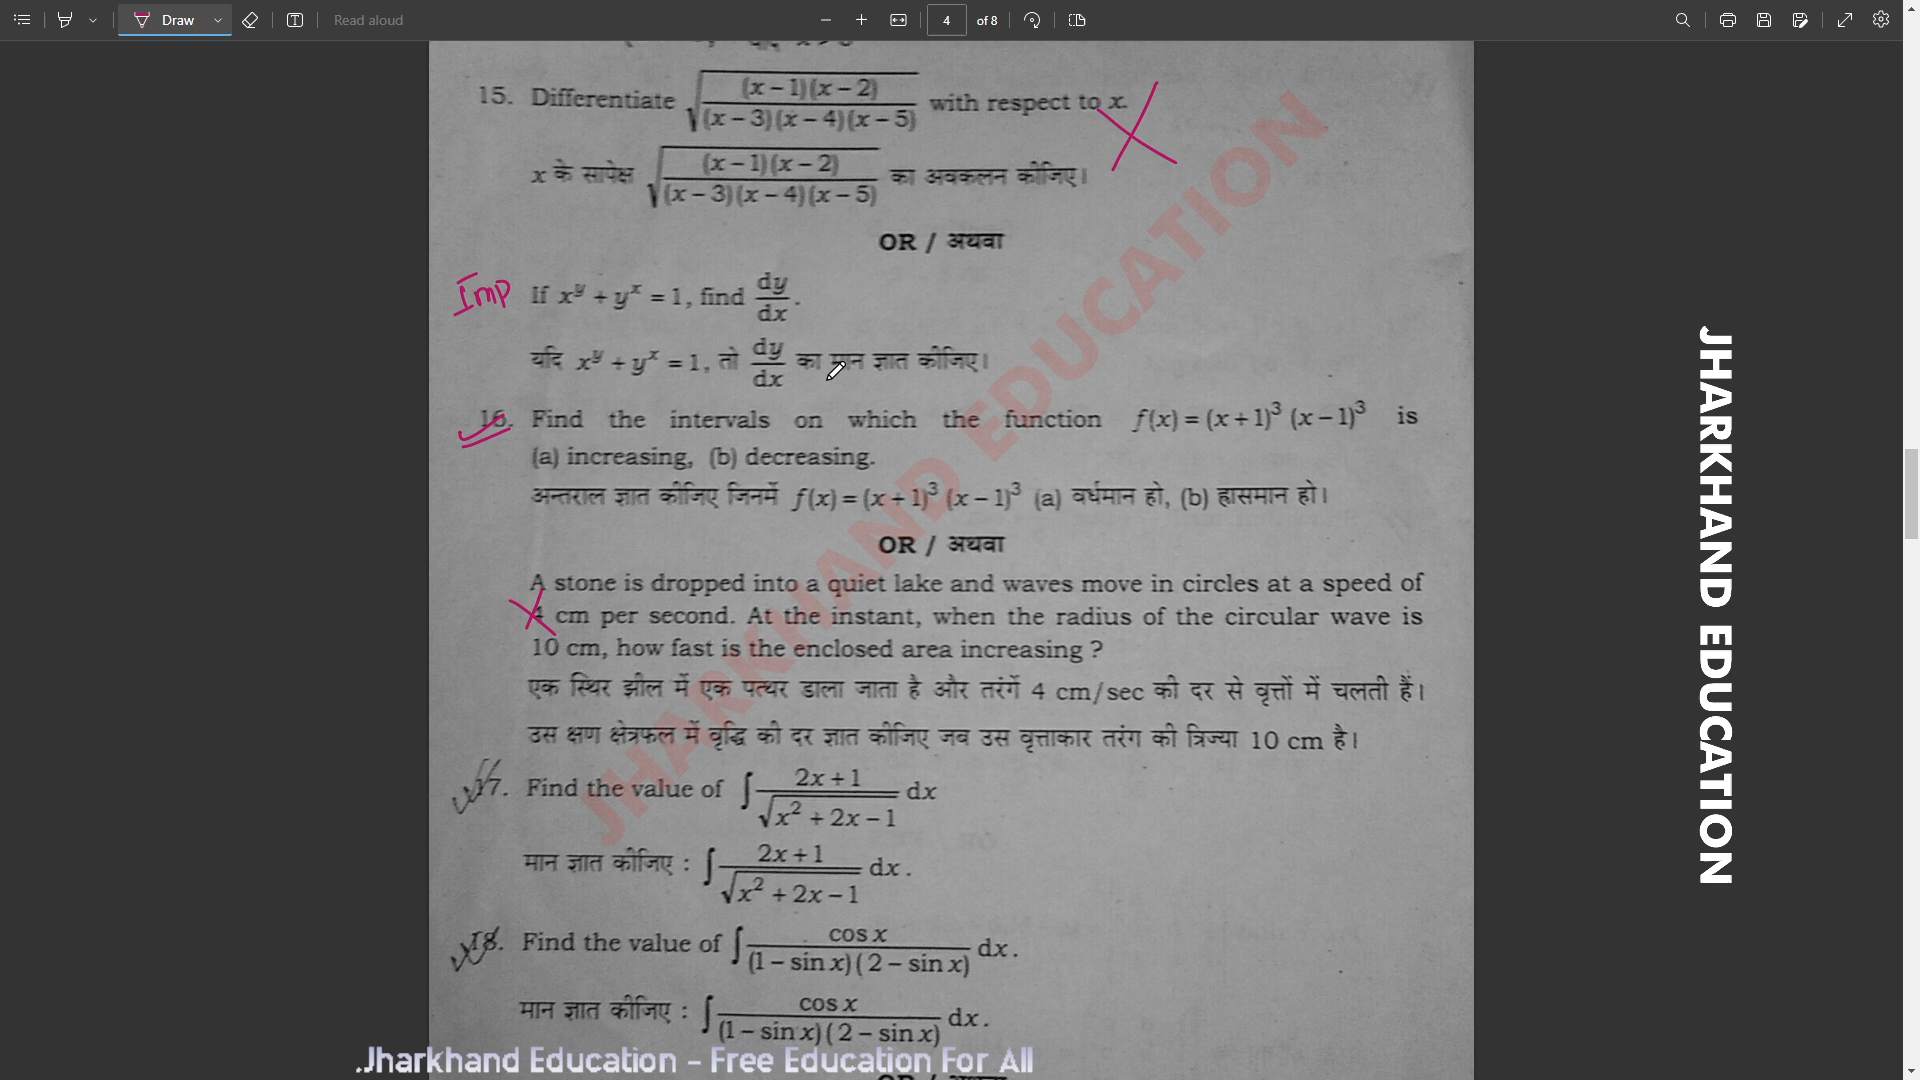 Draw
Read aloud
4 of 8
15. Differentiate √((x – 1)(x – 2) / (x – 3)(x – 4)(x – 5)) with respect to x.
x के सापेक्ष √((x – 1)(x – 2) / (x – 3)(x – 4)(x – 5)) का अवकलन कीजिए।
OR / अथवा
Imp If x^y + y^x = 1, find dy/dx.
यदि x^y + y^x = 1, तो dy/dx का मान ज्ञात कीजिए।
16. Find the intervals on which the function f(x) = (x + 1)³ (x – 1)³ is
(a) increasing, (b) decreasing.
अन्तराल ज्ञात कीजिए जिनमें f(x) = (x + 1)³ (x – 1)³ (a) वर्धमान हो, (b) ह्रासमान हो।
OR / अथवा
A stone is dropped into a quiet lake and waves move in circles at a speed of
4 cm per second. At the instant, when the radius of the circular wave is
10 cm, how fast is the enclosed area increasing ?
एक स्थिर झील में एक पत्थर डाला जाता है और तरंगें 4 cm/sec की दर से वृत्तों में चलती हैं।
उस क्षण क्षेत्रफल में वृद्धि की दर ज्ञात कीजिए जब उस वृत्ताकार तरंग की त्रिज्या 10 cm है।
17. Find the value of ∫ (2x + 1)/√(x² + 2x – 1) dx
मान ज्ञात कीजिए : ∫ (2x + 1)/√(x² + 2x – 1) dx.
18. Find the value of ∫ cos x/((1 – sin x)(2 – sin x)) dx.
मान ज्ञात कीजिए : ∫ cos x/((1 – sin x)(2 – sin x)) dx.
JHARKHAND EDUCATION
JHARKHAND EDUCATION
.Jharkhand Education - Free Education For All